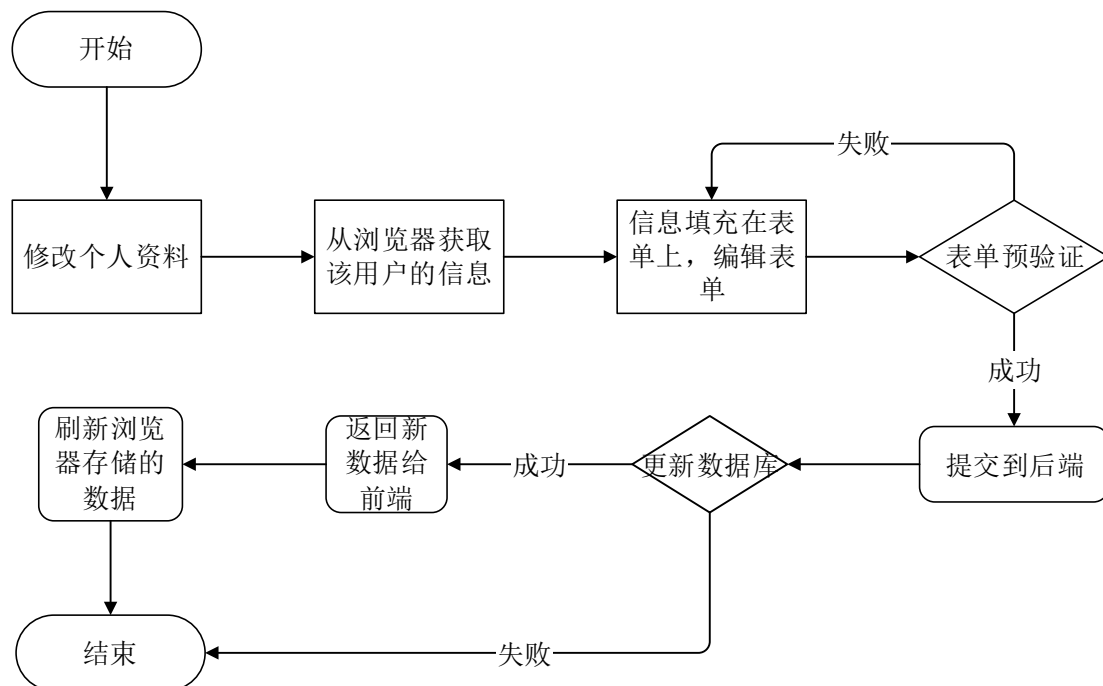 开始
失败
修改个人资料
从浏览器获取
该用户的信息
信息填充在表
单上，编辑表
单
表单预验证
成功
刷新浏览
器存储的
数据
返回新
数据给
前端
成功
更新数据库
提交到后端
结束
失败